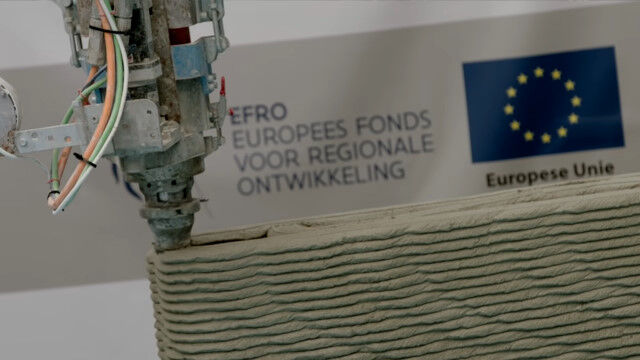 EFRO
EUROPEES FONDS
VOOR REGIONALE
ONTWIKKELING
Europese Unie